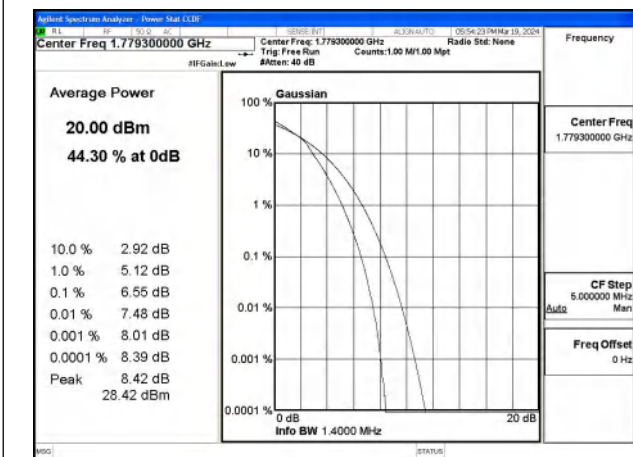 Agilent Spectrum Analyzer - Power Stat CCDF
RL RF 50 Ω AC SENSE:INT ALIGNAUTO 05:54:23 PM Mar 19, 2024
Center Freq 1.779300000 GHz
Center Freq: 1.779300000 GHz Radio Std: None
Trig: Free Run Counts:1.00 M/1.00 Mpt
#IFGain:Low #Atten: 40 dB
Frequency
Average Power
20.00 dBm
44.30 % at 0dB
10.0 % 2.92 dB
1.0 % 5.12 dB
0.1 % 6.55 dB
0.01 % 7.48 dB
0.001 % 8.01 dB
0.0001 % 8.39 dB
Peak 8.42 dB
28.42 dBm
Gaussian
100 %
10 %
1 %
0.1 %
0.01 %
0.001 %
0.0001 %
0 dB 20 dB
Info BW 1.4000 MHz
Center Freq
1.779300000 GHz
CF Step
5.000000 MHz
Auto Man
Freq Offset
0 Hz
MSG STATUS